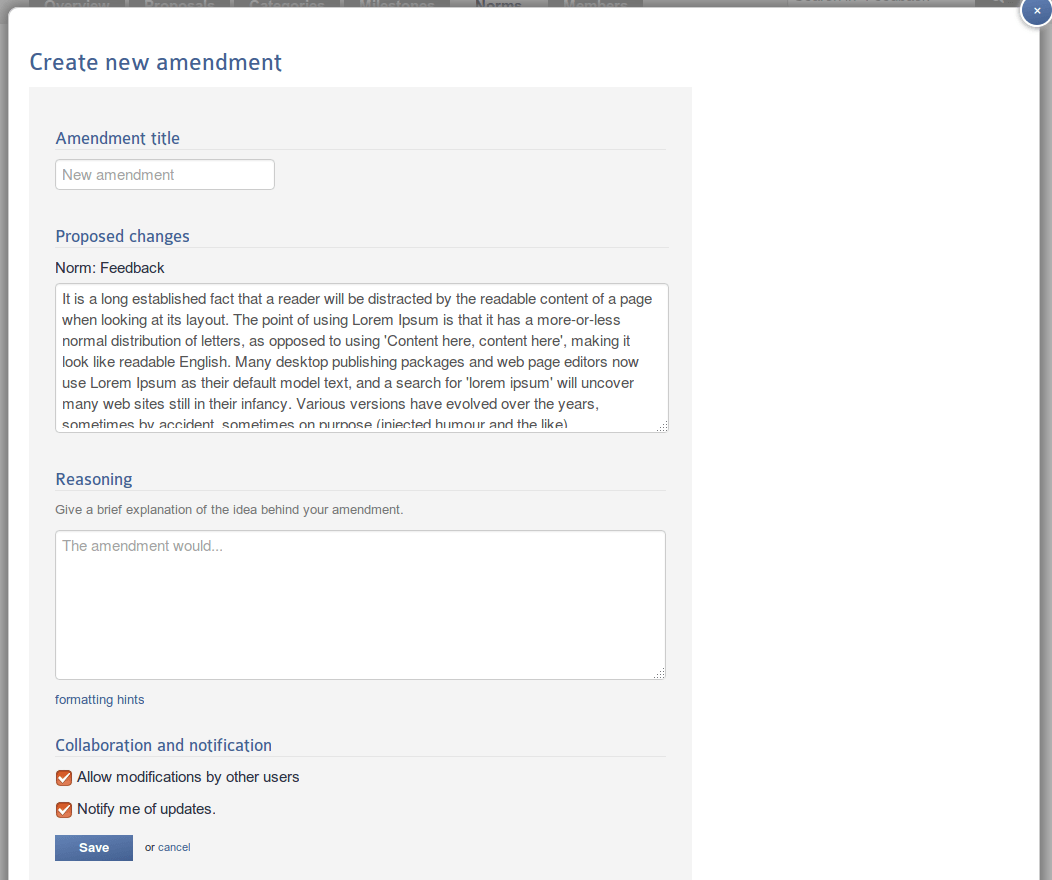 Overview Proposals Categories Milestones Norms Members
×
Create new amendment
Amendment title
New amendment
Proposed changes
Norm: Feedback
It is a long established fact that a reader will be distracted by the readable content of a page
when looking at its layout. The point of using Lorem Ipsum is that it has a more-or-less
normal distribution of letters, as opposed to using 'Content here, content here', making it
look like readable English. Many desktop publishing packages and web page editors now
use Lorem Ipsum as their default model text, and a search for 'lorem ipsum' will uncover
many web sites still in their infancy. Various versions have evolved over the years,
sometimes by accident, sometimes on purpose (injected humour and the like).
Reasoning
Give a brief explanation of the idea behind your amendment.
The amendment would...
formatting hints
Collaboration and notification
Allow modifications by other users
Notify me of updates.
Save or cancel